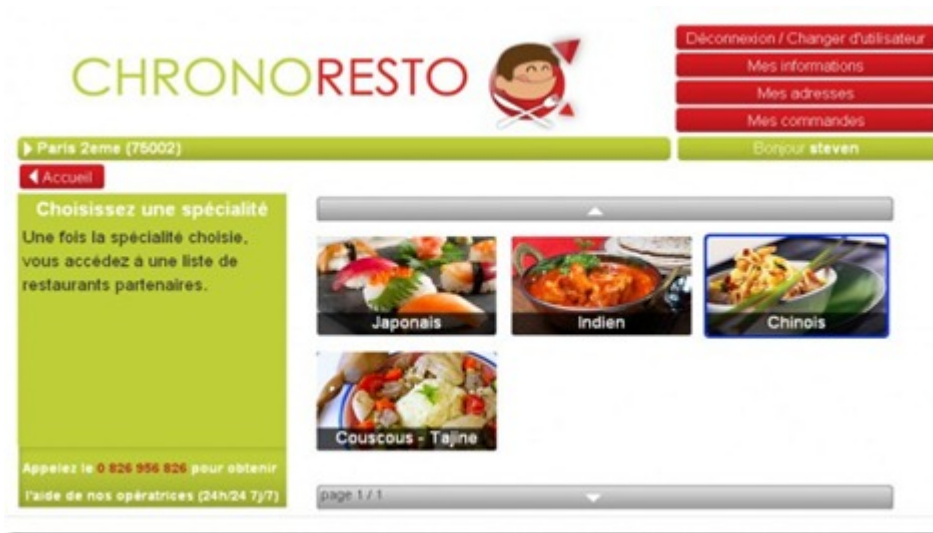 CHRONORESTO
Déconnexion / Changer d'utilisateur
Mes informations
Mes adresses
Mes commandes
Paris 2eme (75002)
Bonjour steven
Accueil
Choisissez une spécialité
Une fois la spécialité choisie,
vous accédez à une liste de
restaurants partenaires.
Japonais
Indien
Chinois
Couscous - Tajine
Appelez le 0 826 956 826 pour obtenir
l'aide de nos opératrices (24h/24 7j/7)
page 1 / 1